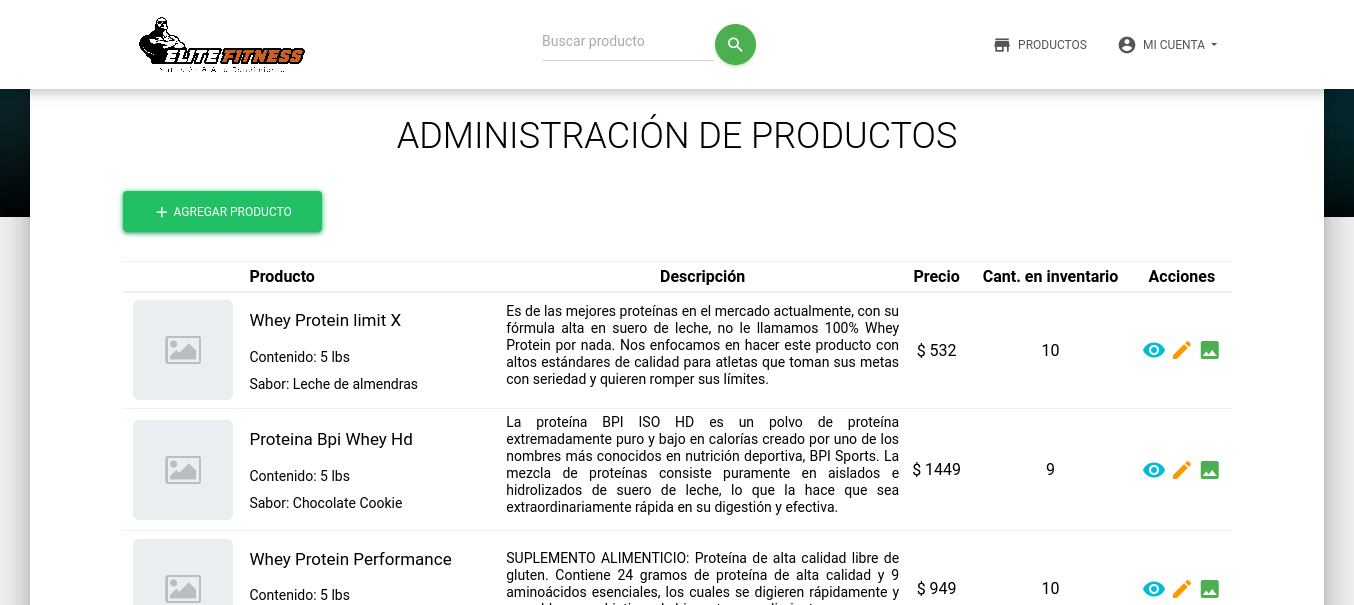 ELITE FITNESS
Buscar producto
PRODUCTOS
MI CUENTA
ADMINISTRACIÓN DE PRODUCTOS
AGREGAR PRODUCTO
Producto Descripción Precio Cant. en inventario Acciones
Whey Protein limit X
Contenido: 5 lbs
Sabor: Leche de almendras
Es de las mejores proteínas en el mercado actualmente, con su
fórmula alta en suero de leche, no le llamamos 100% Whey
Protein por nada. Nos enfocamos en hacer este producto con
altos estándares de calidad para atletas que toman sus metas
con seriedad y quieren romper sus límites.
$ 532
10
Proteina Bpi Whey Hd
Contenido: 5 lbs
Sabor: Chocolate Cookie
La proteína BPI ISO HD es un polvo de proteína
extremadamente puro y bajo en calorías creado por uno de los
nombres más conocidos en nutrición deportiva, BPI Sports. La
mezcla de proteínas consiste puramente en aislados e
hidrolizados de suero de leche, lo que la hace que sea
extraordinariamente rápida en su digestión y efectiva.
$ 1449
9
Whey Protein Performance
Contenido: 5 lbs
SUPLEMENTO ALIMENTICIO: Proteína de alta calidad libre de
gluten. Contiene 24 gramos de proteína de alta calidad y 9
aminoácidos esenciales, los cuales se digieren rápidamente y
$ 949
10